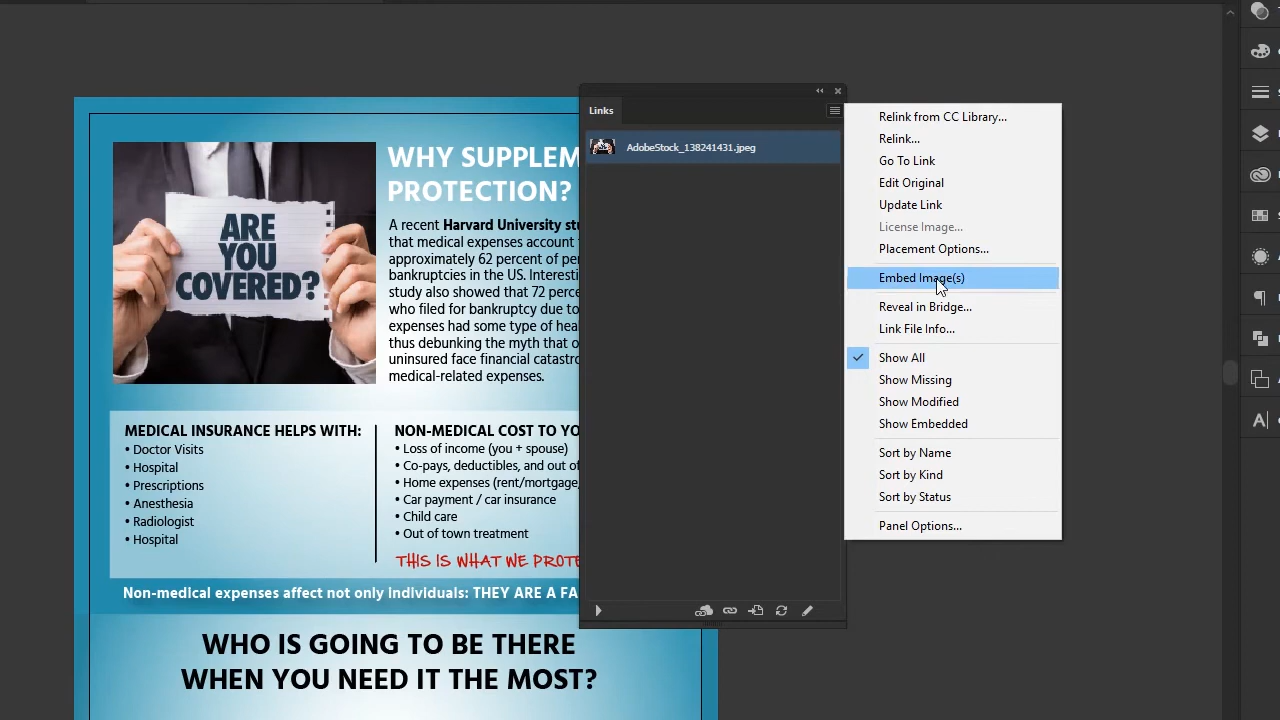 Links
AdobeStock_138241431.jpeg
Relink from CC Library...
Relink...
Go To Link
Edit Original
Update Link
License Image...
Placement Options...
Embed Image(s)
Reveal in Bridge...
Link File Info...
Show All
Show Missing
Show Modified
Show Embedded
Sort by Name
Sort by Kind
Sort by Status
Panel Options...
ARE
YOU
COVERED?
WHY SUPPLEM
PROTECTION?
A recent Harvard University stu
that medical expenses account
approximately 62 percent of per
bankruptcies in the US. Interesti
study also showed that 72 perce
who filed for bankruptcy due to
expenses had some type of heal
thus debunking the myth that o
uninsured face financial catastro
medical-related expenses.
MEDICAL INSURANCE HELPS WITH:
• Doctor Visits
• Hospital
• Prescriptions
• Anesthesia
• Radiologist
• Hospital
NON-MEDICAL COST TO YO
• Loss of income (you + spouse)
• Co-pays, deductibles, and out of
• Home expenses (rent/mortgage,
• Car payment / car insurance
• Child care
• Out of town treatment
THIS IS WHAT WE PROTE
Non-medical expenses affect not only individuals: THEY ARE A FA
WHO IS GOING TO BE THERE
WHEN YOU NEED IT THE MOST?